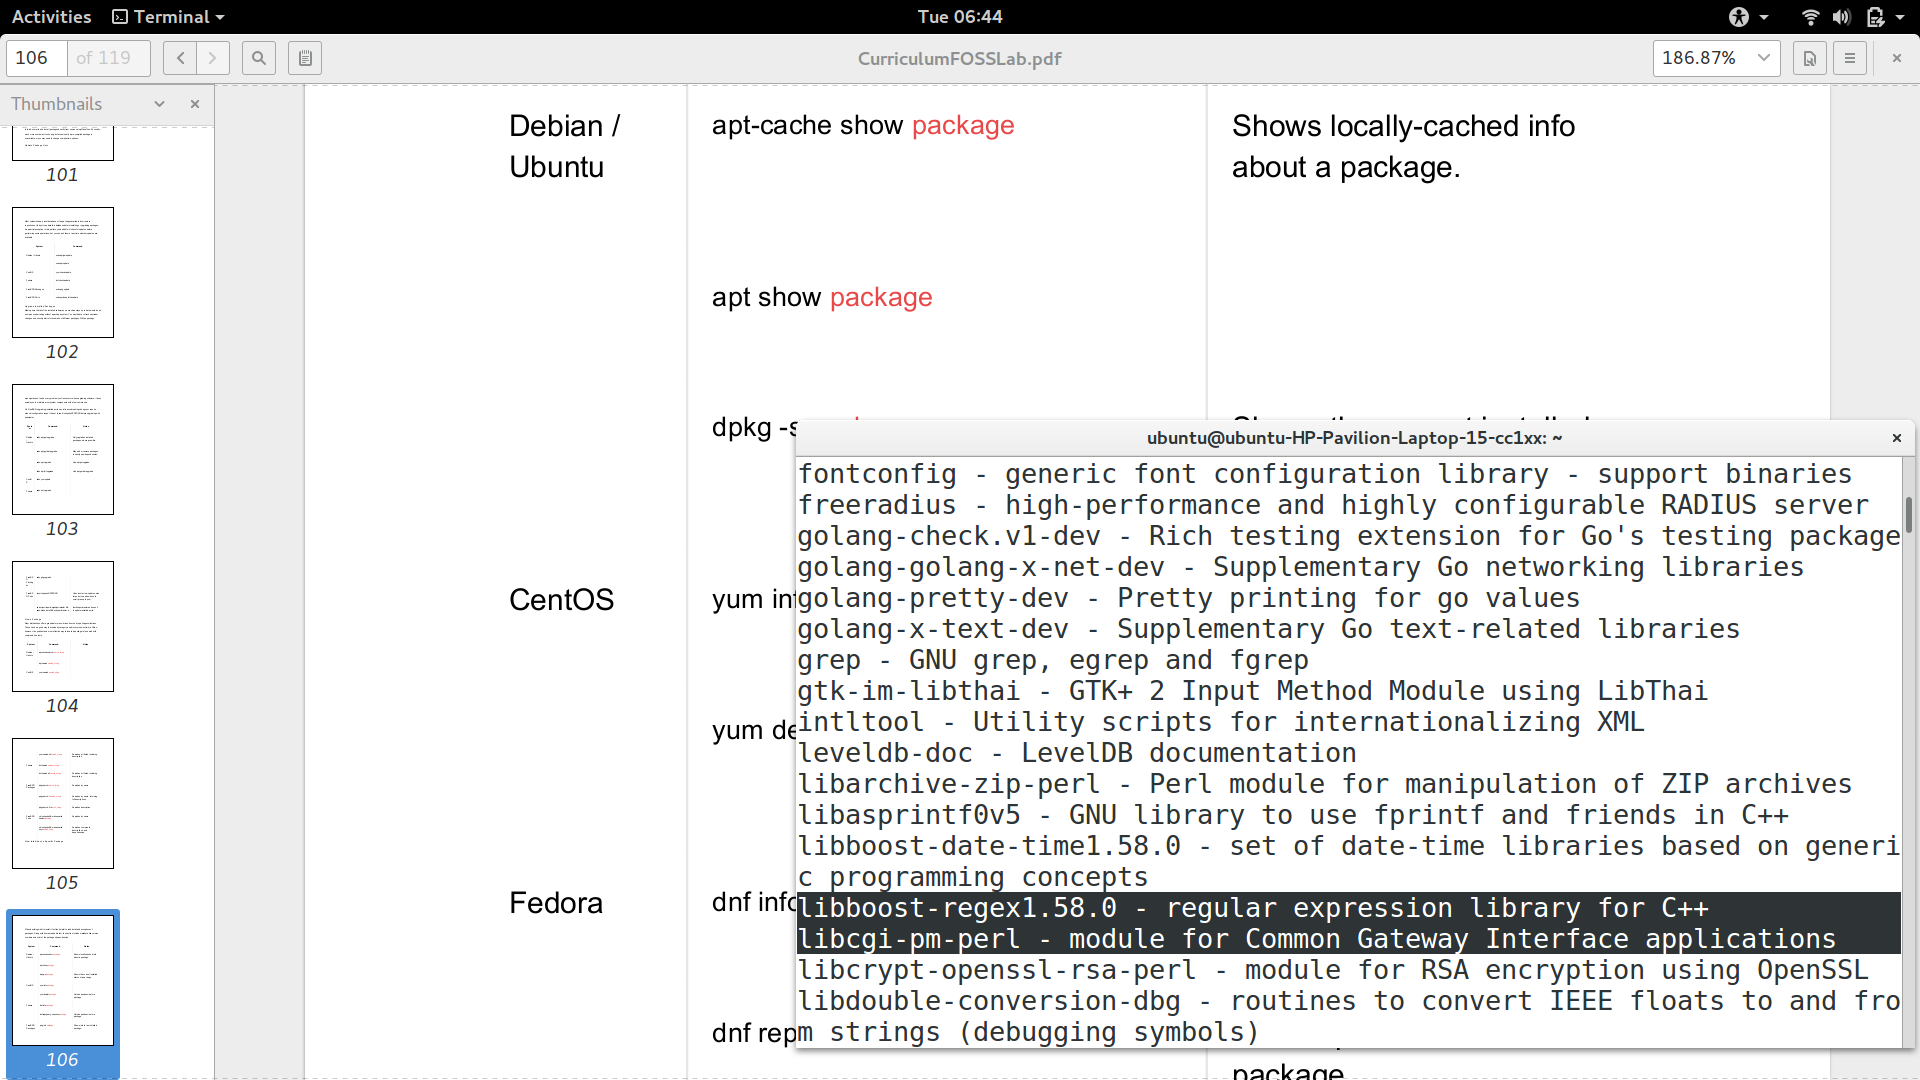 Activities Terminal Tue 06:44
106 of 119 CurriculumFOSSLab.pdf 186.87%
Thumbnails
101
102
103
104
105
106
Debian / apt-cache show package Shows locally-cached info
Ubuntu about a package.
apt show package
dpkg -s
CentOS yum inf
yum de
Fedora dnf info
dnf rep
package
ubuntu@ubuntu-HP-Pavilion-Laptop-15-cc1xx: ~
fontconfig - generic font configuration library - support binaries
freeradius - high-performance and highly configurable RADIUS server
golang-check.v1-dev - Rich testing extension for Go's testing package
golang-golang-x-net-dev - Supplementary Go networking libraries
golang-pretty-dev - Pretty printing for go values
golang-x-text-dev - Supplementary Go text-related libraries
grep - GNU grep, egrep and fgrep
gtk-im-libthai - GTK+ 2 Input Method Module using LibThai
intltool - Utility scripts for internationalizing XML
leveldb-doc - LevelDB documentation
libarchive-zip-perl - Perl module for manipulation of ZIP archives
libasprintf0v5 - GNU library to use fprintf and friends in C++
libboost-date-time1.58.0 - set of date-time libraries based on generi
c programming concepts
libboost-regex1.58.0 - regular expression library for C++
libcgi-pm-perl - module for Common Gateway Interface applications
libcrypt-openssl-rsa-perl - module for RSA encryption using OpenSSL
libdouble-conversion-dbg - routines to convert IEEE floats to and fro
m strings (debugging symbols)